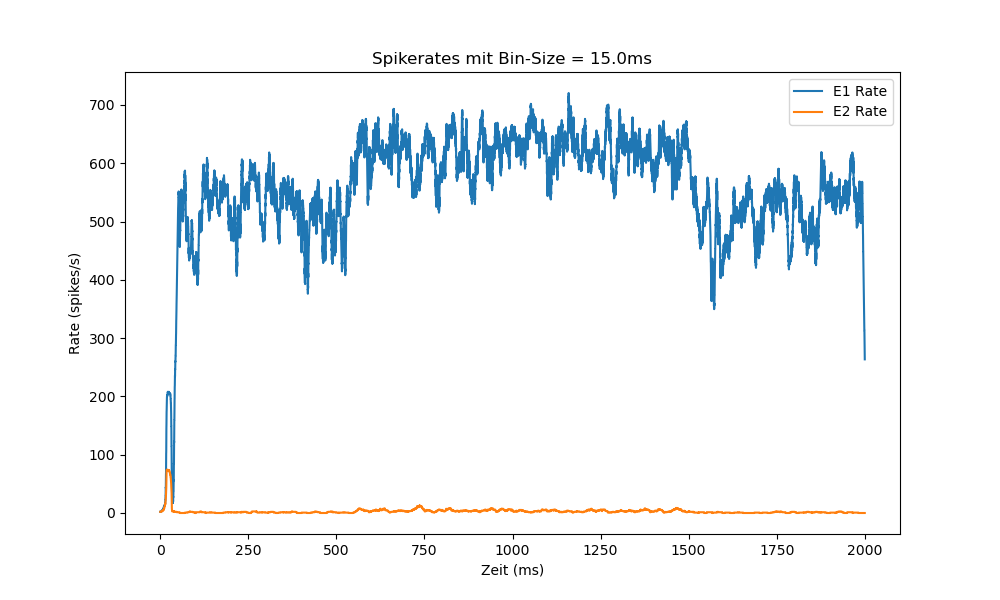 Spikerates mit Bin-Size = 15.0ms
E1 Rate
E2 Rate
700
600
500
400
300
200
100
0
Rate (spikes/s)
0 250 500 750 1000 1250 1500 1750 2000
Zeit (ms)